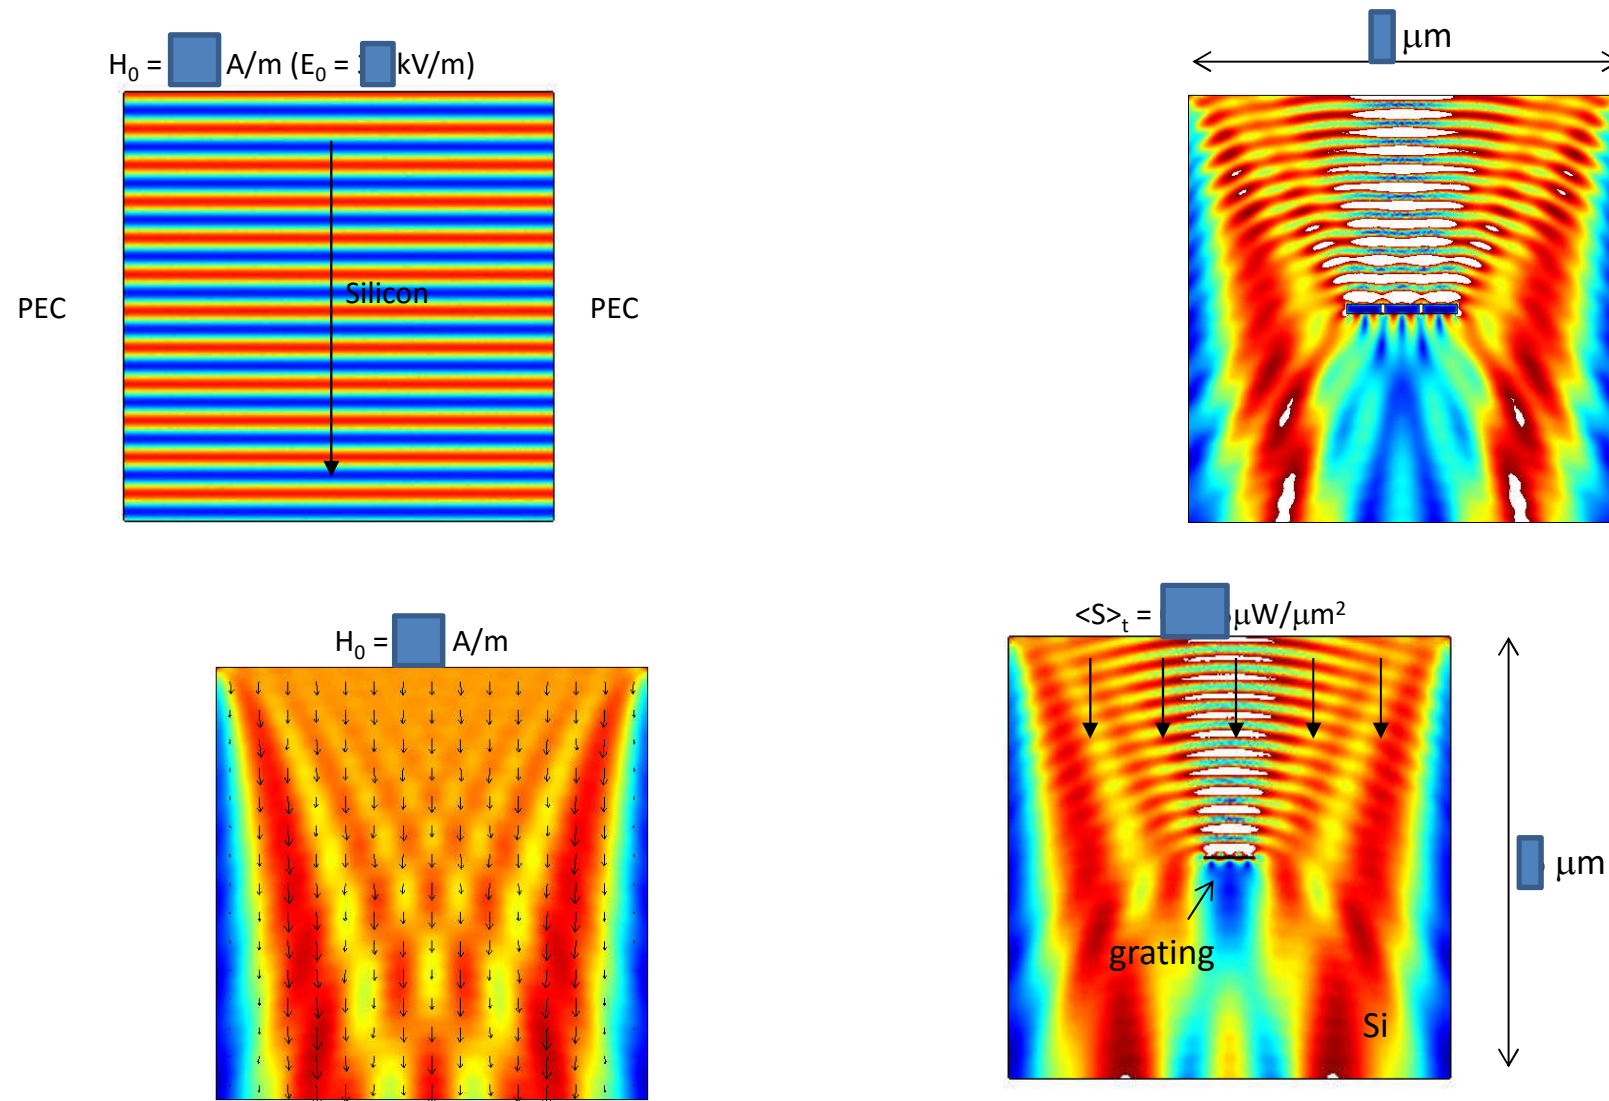 μm
H₀ = A/m (E₀ = kV/m)
PEC
Silicon
PEC
H₀ = A/m
<S>ₜ = μW/μm²
μm
grating
Si